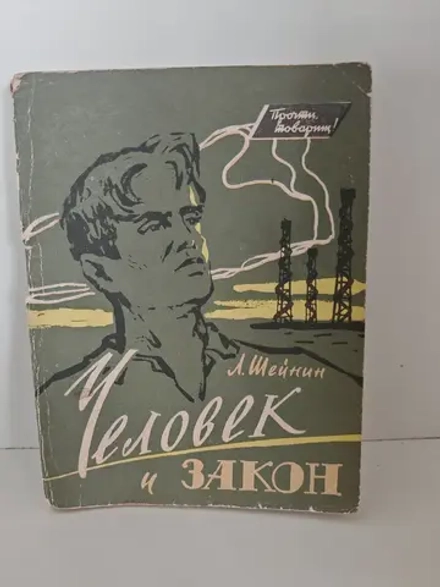 Прочти,
товарищ!
Л. Шейнин
Человек
и ЗАКОН